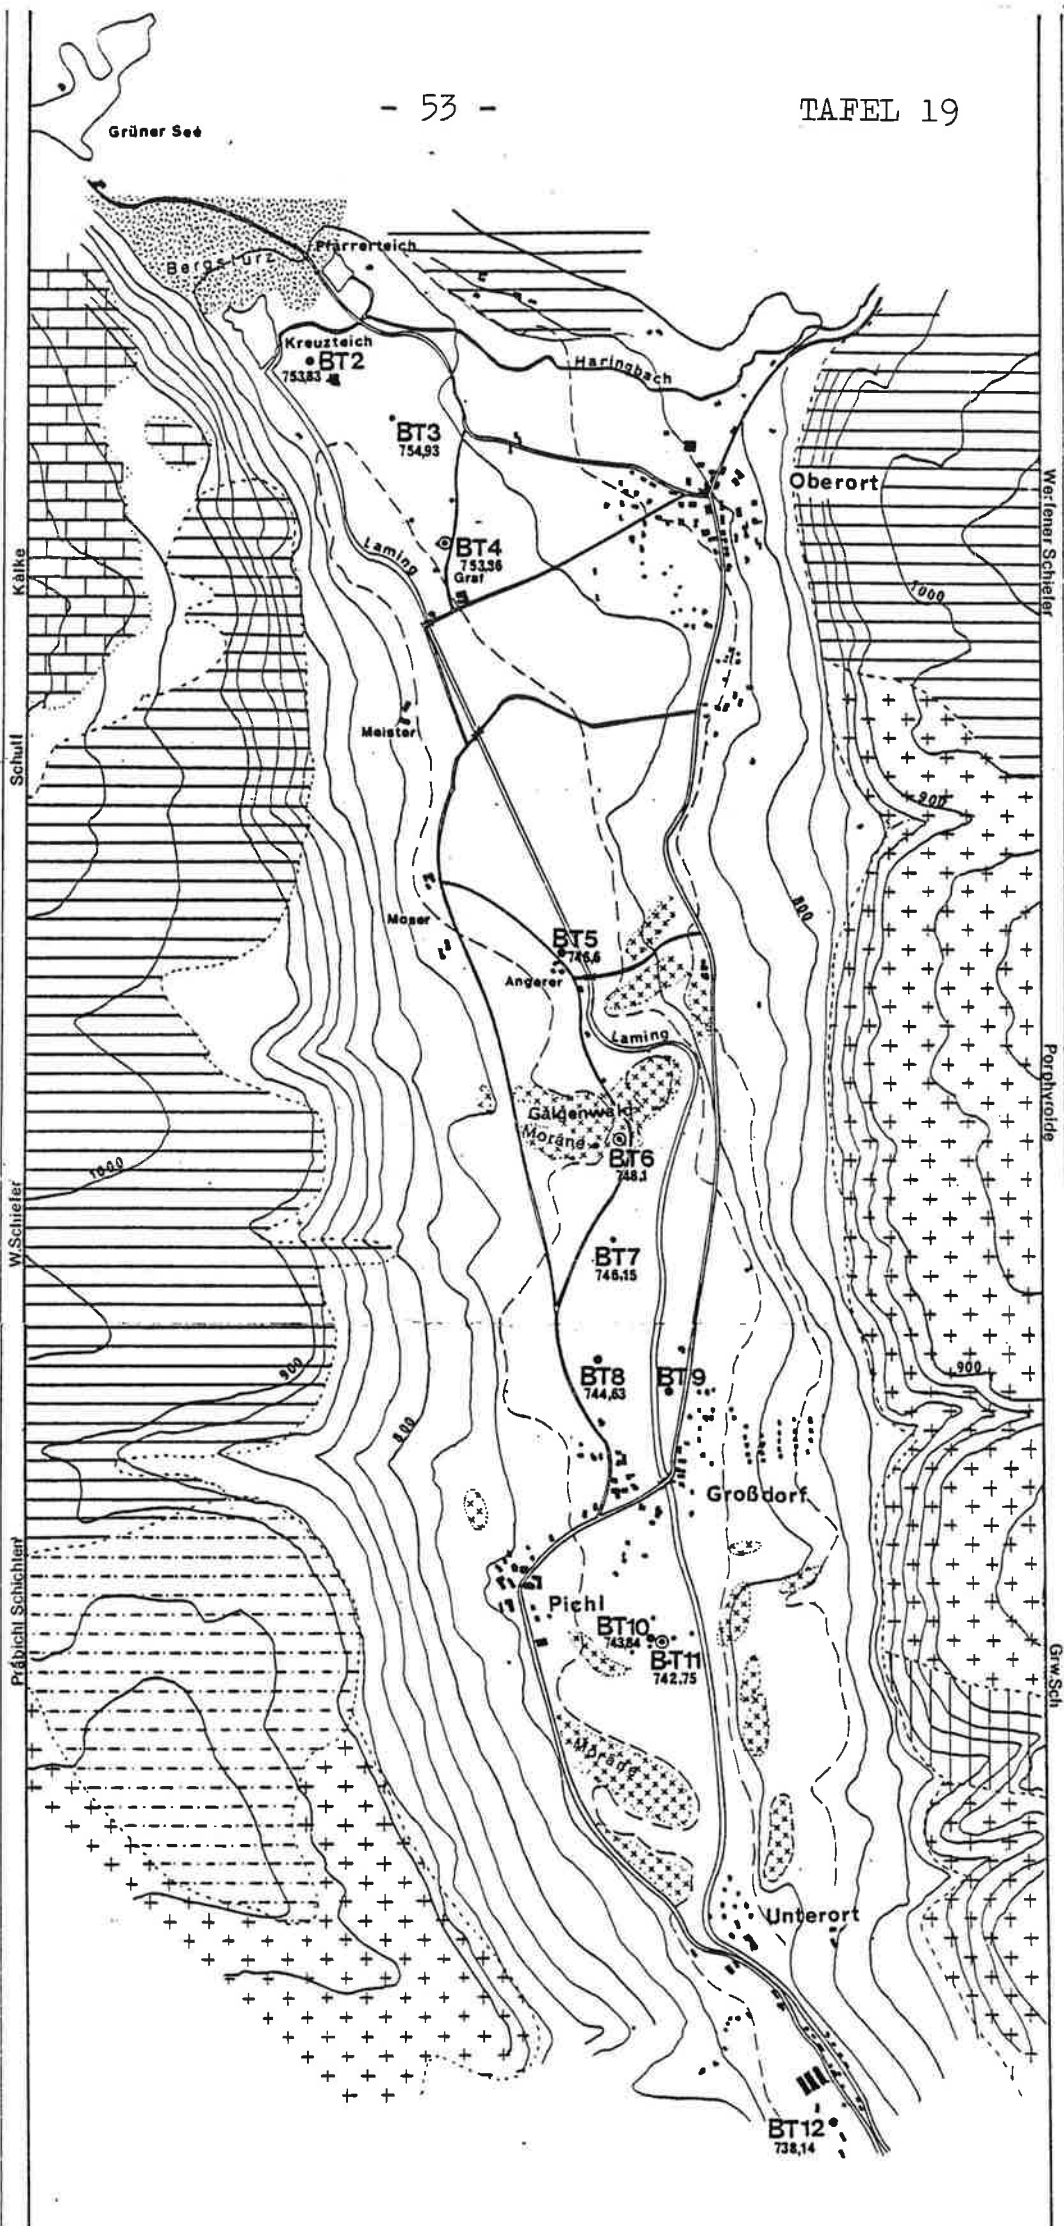 - 53 -
TAFEL 19
Grüner See
Pfarrerteich
Bergsturz
Kreuzteich
BT2
753,83
Haringbach
BT3
754,93
Oberort
Werfener Schiefer
Kalke
Laming
BT4
753,36
Graf
1000
Meister
Schutt
900
800
Moser
BT5
Angerer
Laming
Porphyroide
Galgenwald
Moräne
BT6
748,1
1000
W.Schiefer
BT7
746,15
900
BT8
744,63
BT9
900
800
Großdorf
Präbichl Schichten
Pichl
BT10
743,84
BT11
742,75
Grw.Sch
Moräne
Unterort
BT12
738,14